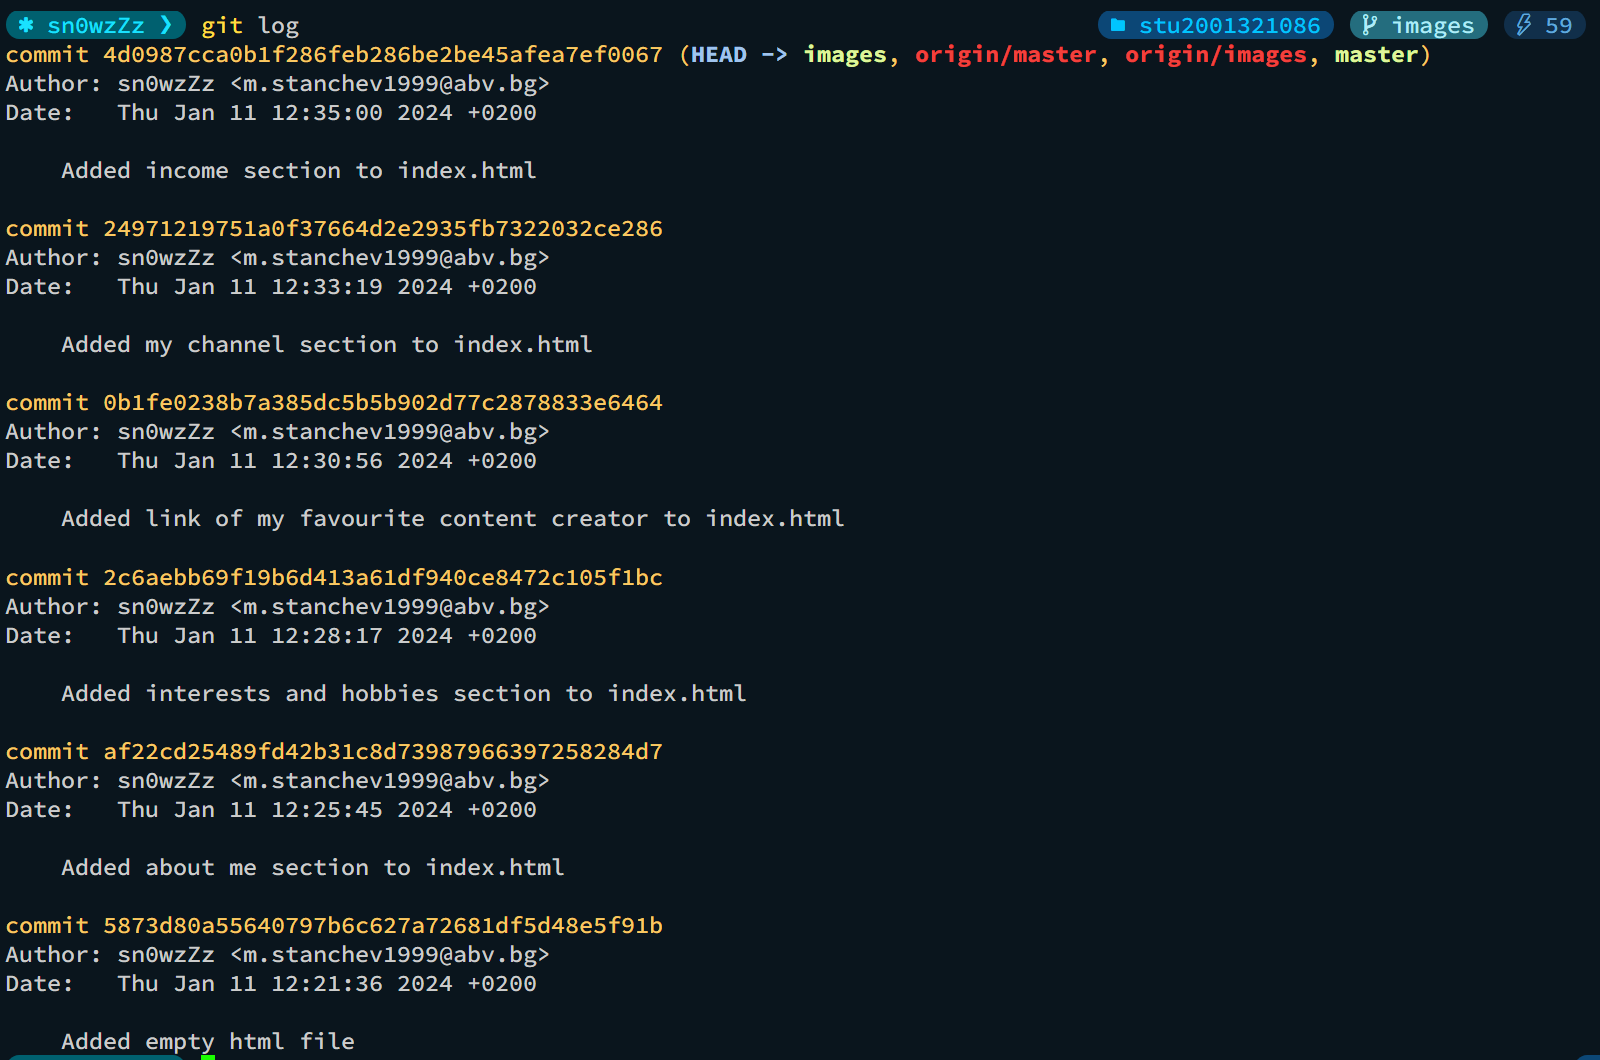 ✱ sn0wzZz ❯ git log stu2001321086 images 59
commit 4d0987cca0b1f286feb286be2be45afea7ef0067 (HEAD -> images, origin/master, origin/images, master)
Author: sn0wzZz <m.stanchev1999@abv.bg>
Date:   Thu Jan 11 12:35:00 2024 +0200
    Added income section to index.html
commit 24971219751a0f37664d2e2935fb7322032ce286
Author: sn0wzZz <m.stanchev1999@abv.bg>
Date:   Thu Jan 11 12:33:19 2024 +0200
    Added my channel section to index.html
commit 0b1fe0238b7a385dc5b5b902d77c2878833e6464
Author: sn0wzZz <m.stanchev1999@abv.bg>
Date:   Thu Jan 11 12:30:56 2024 +0200
    Added link of my favourite content creator to index.html
commit 2c6aebb69f19b6d413a61df940ce8472c105f1bc
Author: sn0wzZz <m.stanchev1999@abv.bg>
Date:   Thu Jan 11 12:28:17 2024 +0200
    Added interests and hobbies section to index.html
commit af22cd25489fd42b31c8d73987966397258284d7
Author: sn0wzZz <m.stanchev1999@abv.bg>
Date:   Thu Jan 11 12:25:45 2024 +0200
    Added about me section to index.html
commit 5873d80a55640797b6c627a72681df5d48e5f91b
Author: sn0wzZz <m.stanchev1999@abv.bg>
Date:   Thu Jan 11 12:21:36 2024 +0200
    Added empty html file